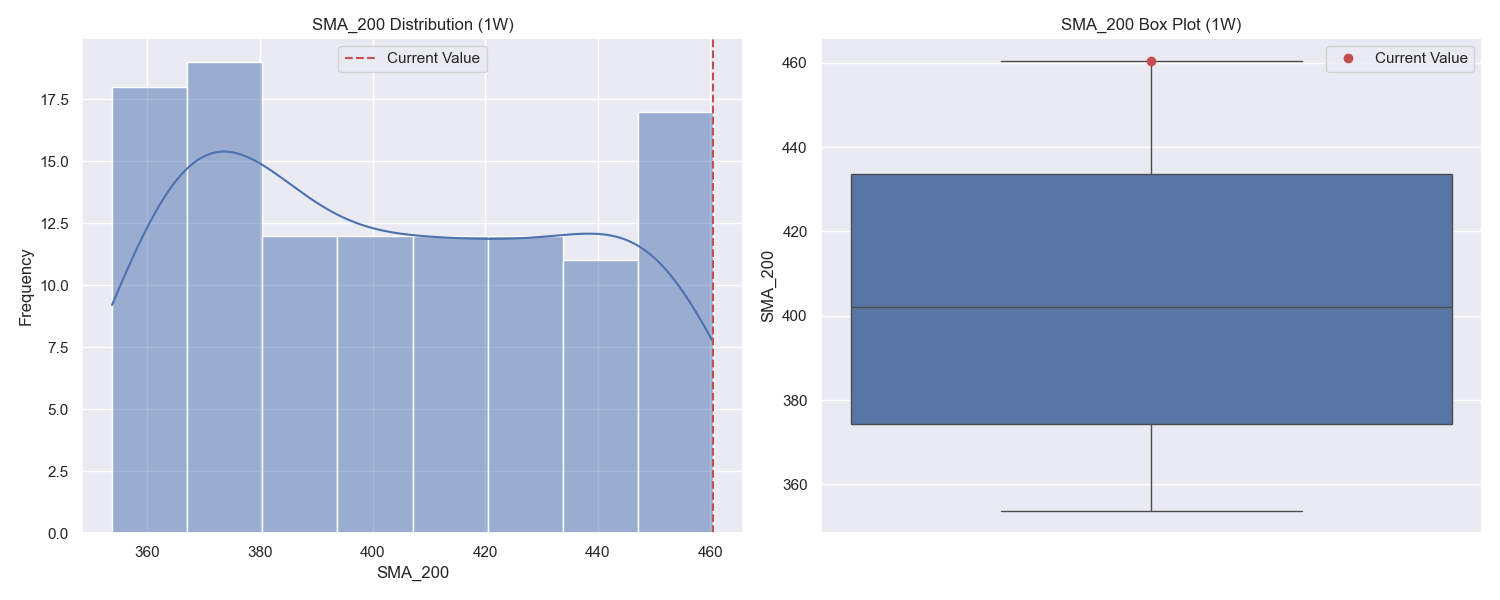 SMA_200 Distribution (1W)
Current Value
Frequency
17.5
15.0
12.5
10.0
7.5
5.0
2.5
0.0
360 380 400 420 440 460
SMA_200
SMA_200 Box Plot (1W)
Current Value
SMA_200
460
440
420
400
380
360